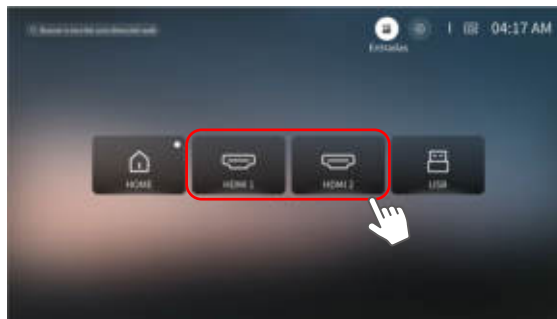 04:17 AM
Entradas
HOME
HDMI 1
HDMI 2
USB